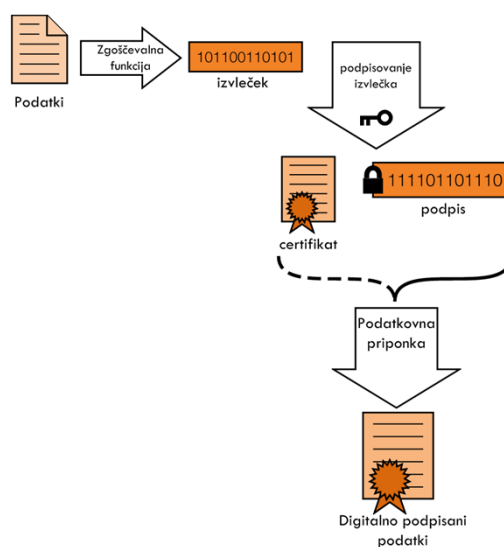 Podatki
Zgoščevalna
funkcija
101100110101
izvleček
podpisovanje
izvlečka
certifikat
111101101110
podpis
Podatkovna
priponka
Digitalno podpisani
podatki